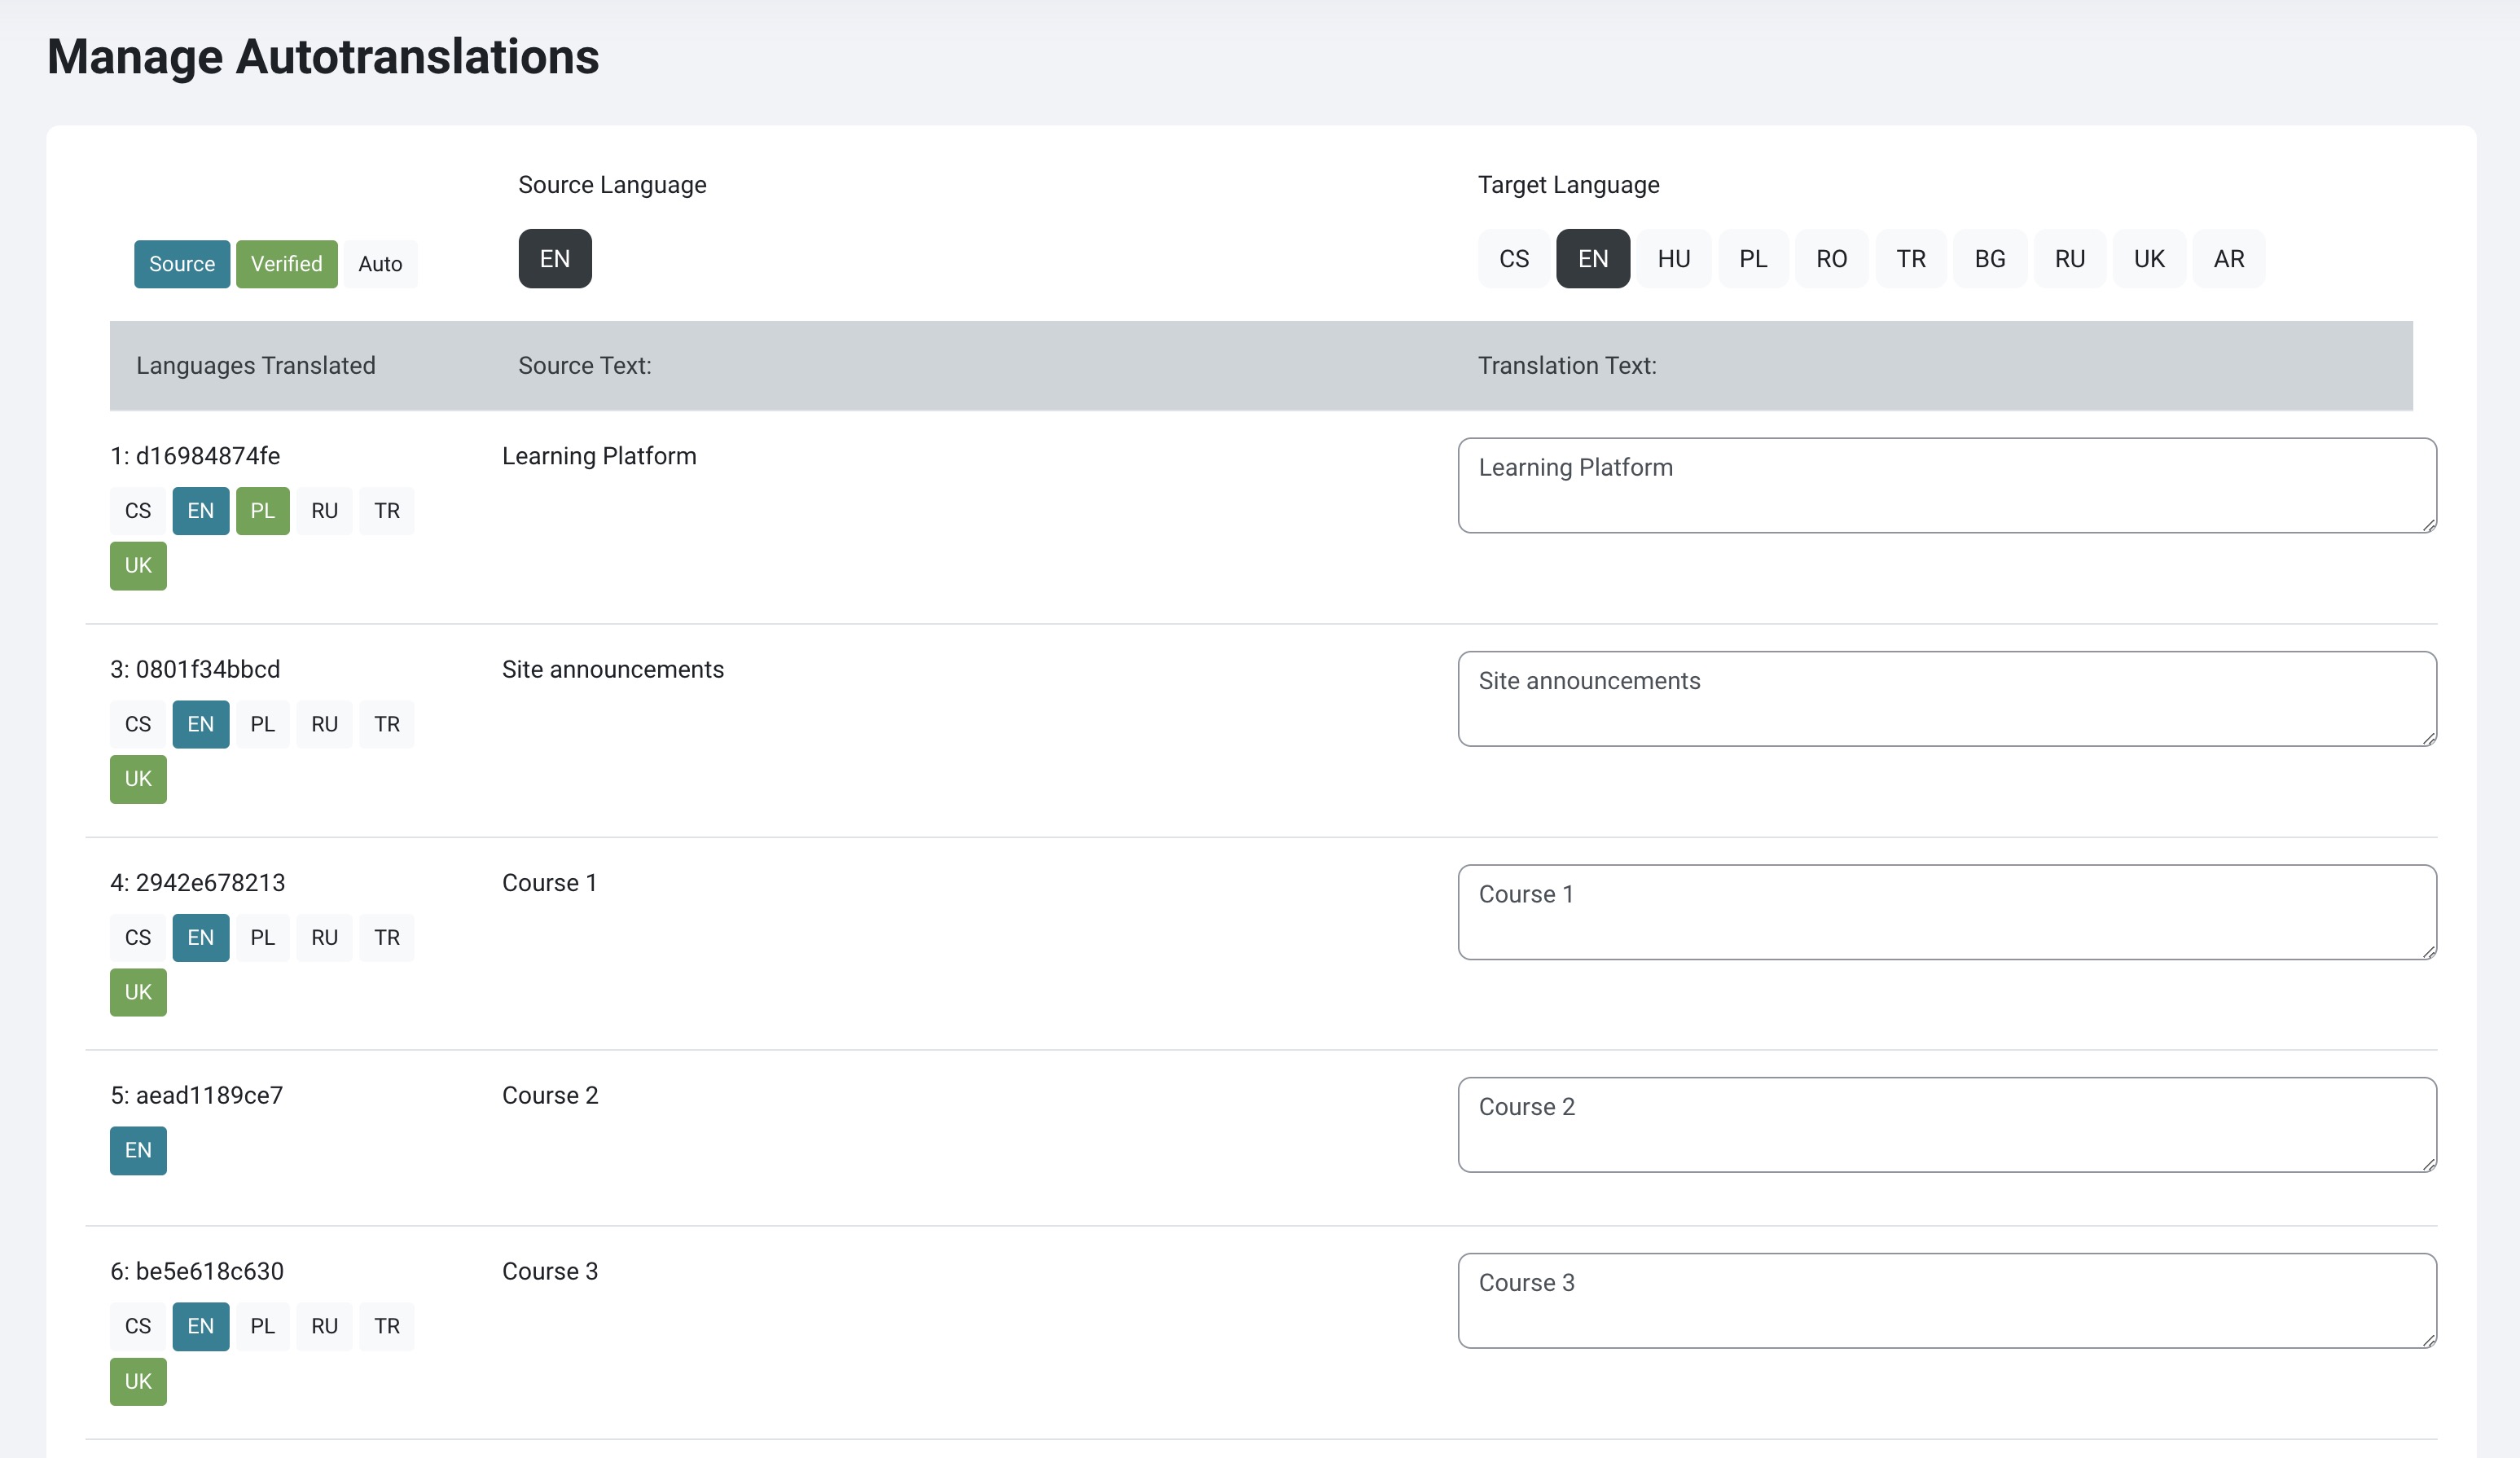 Manage Autotranslations
Source Language
Target Language
Source Verified Auto
EN
CS EN HU PL RO TR BG RU UK AR
Languages Translated
Source Text:
Translation Text:
1: d16984874fe
Learning Platform
Learning Platform
CS EN PL RU TR
UK
3: 0801f34bbcd
Site announcements
Site announcements
CS EN PL RU TR
UK
4: 2942e678213
Course 1
Course 1
CS EN PL RU TR
UK
5: aead1189ce7
Course 2
Course 2
EN
6: be5e618c630
Course 3
Course 3
CS EN PL RU TR
UK